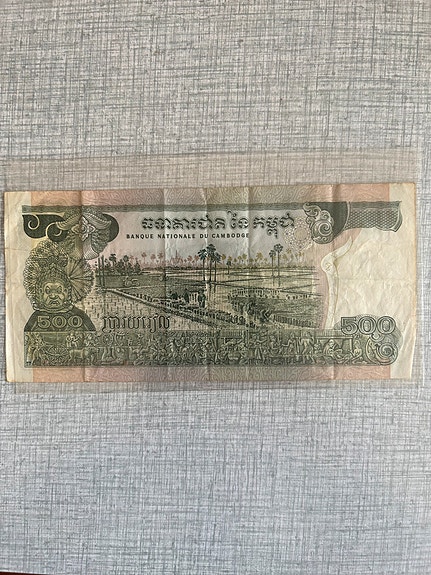 ធនាគារជាតិនៃកម្ពុជា
BANQUE NATIONALE DU CAMBODGE
500 ប្រាំរយរៀល 500